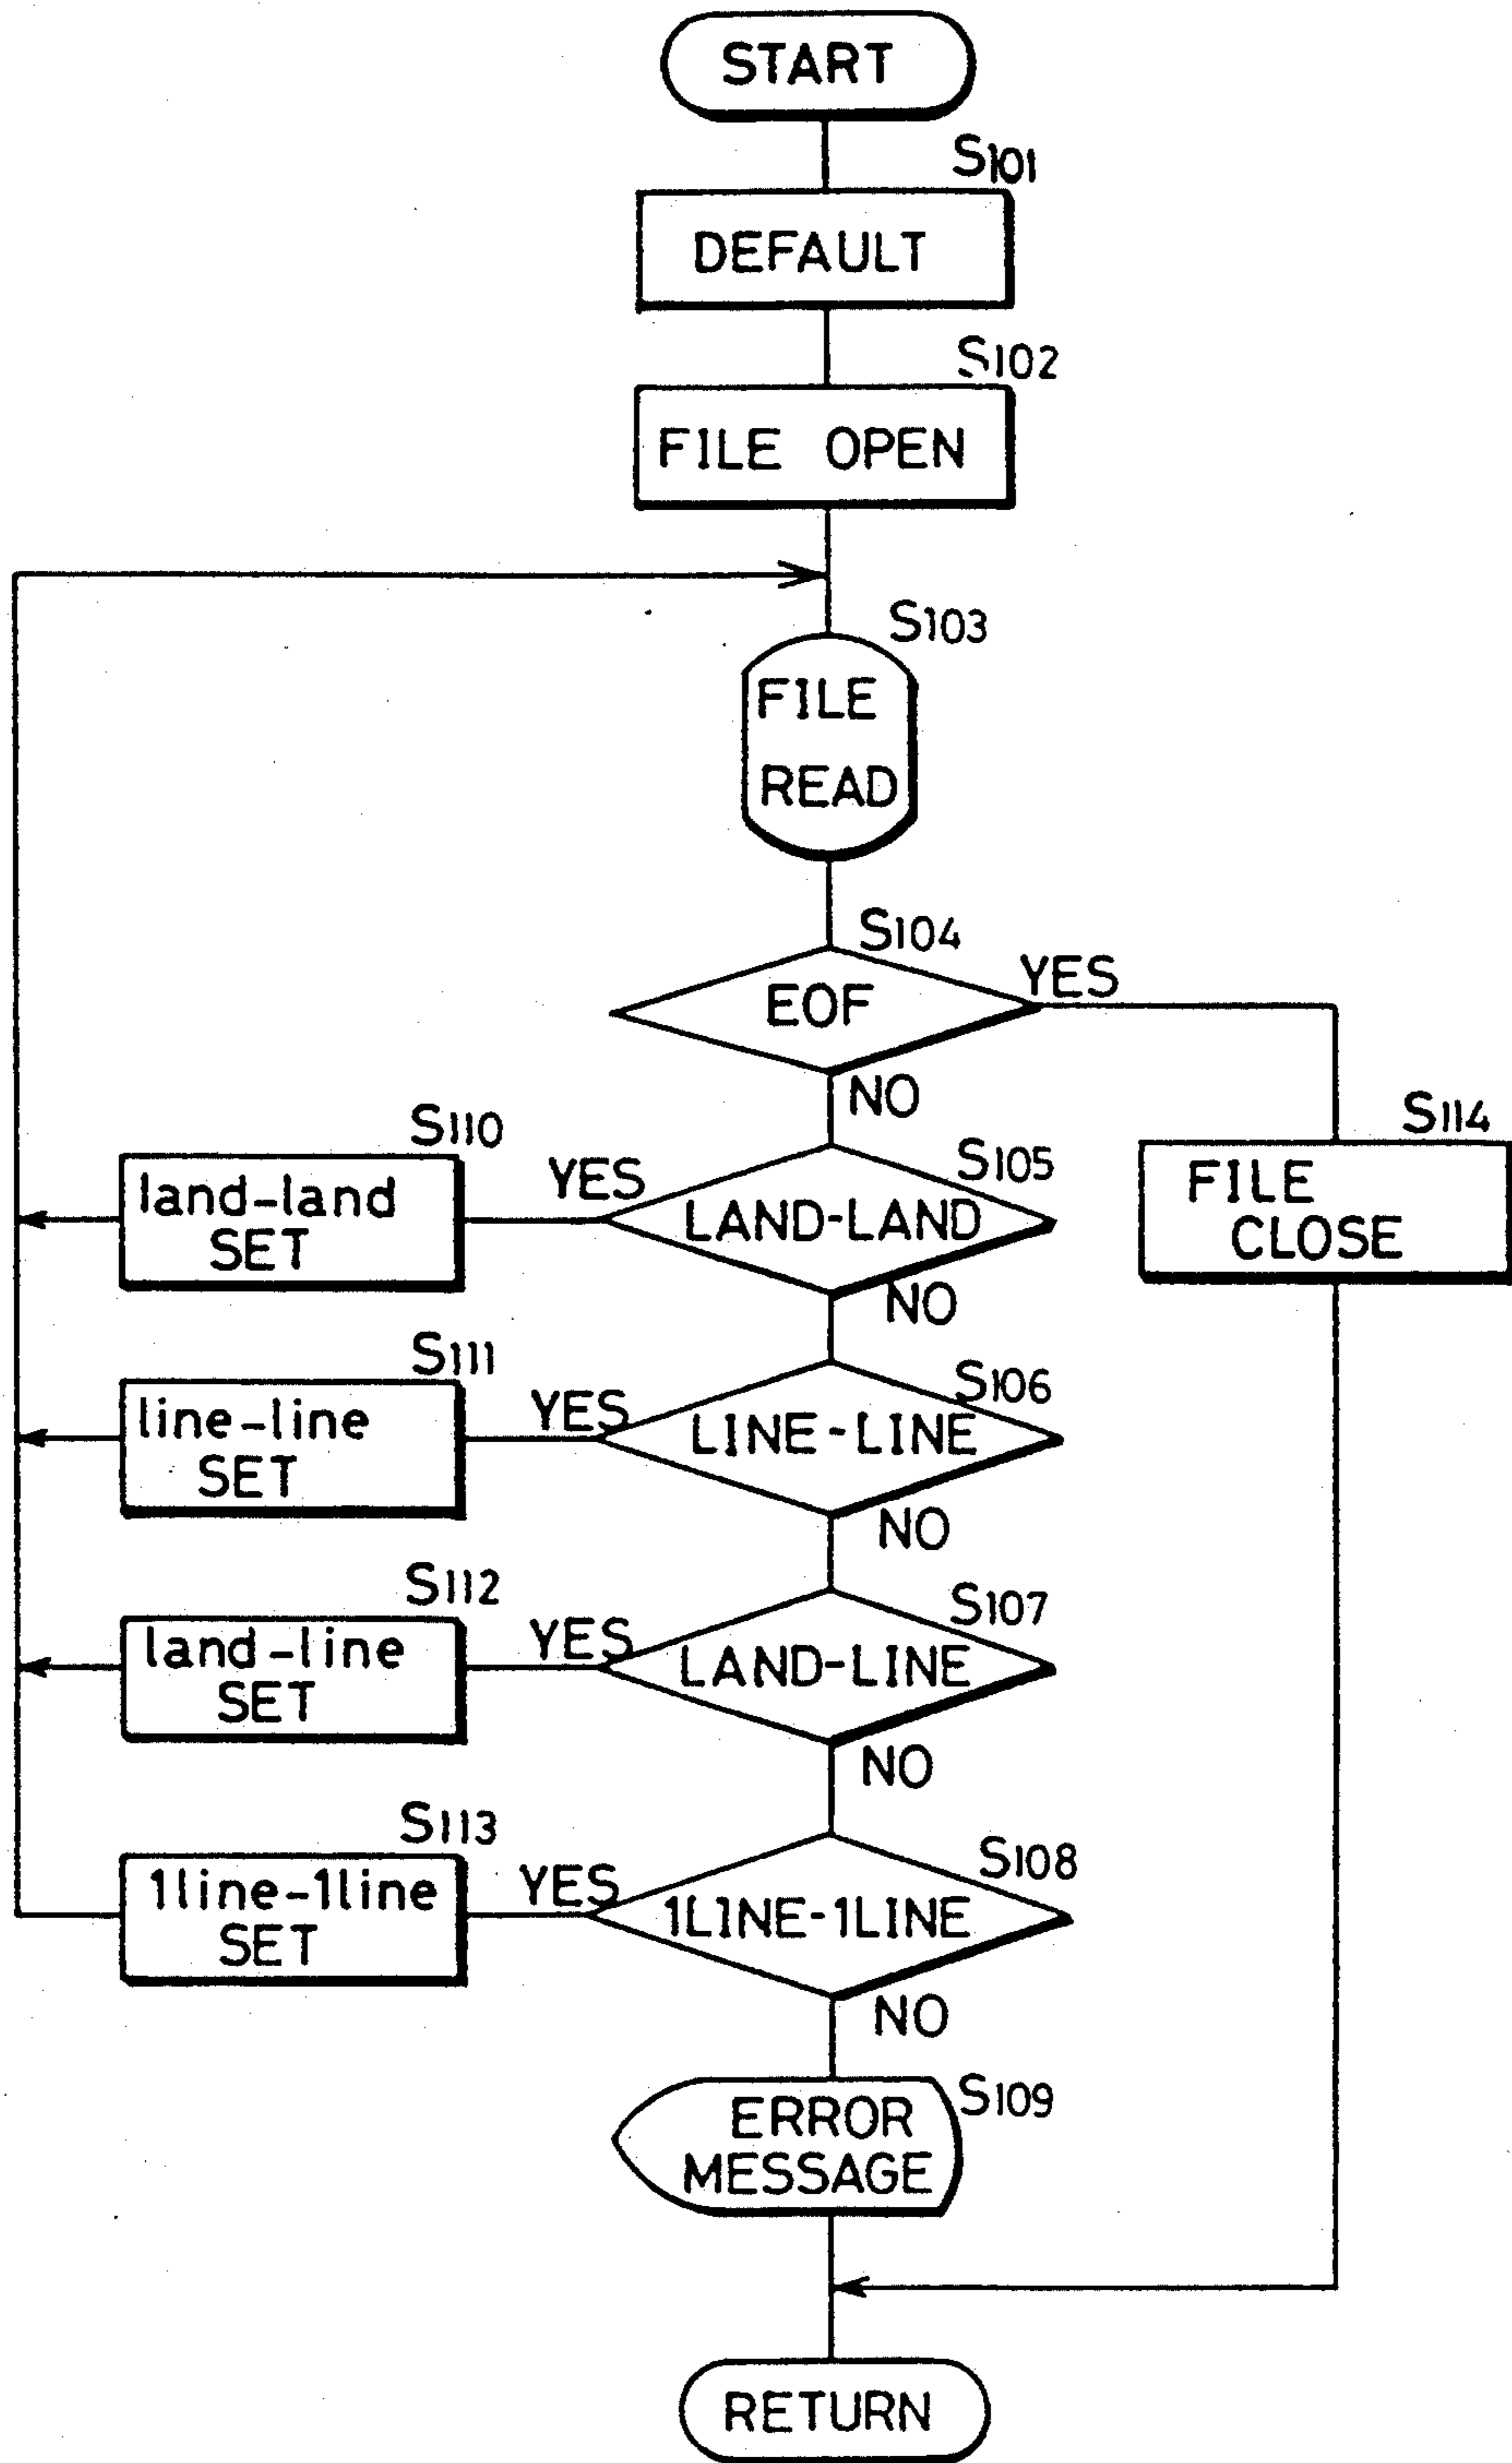 START
S101
DEFAULT
S102
FILE OPEN
S103
FILE
READ
S104
EOF
YES
NO
S114
FILE
CLOSE
S110
land-land
SET
YES
S105
LAND-LAND
NO
S111
line-line
SET
YES
S106
LINE-LINE
NO
S112
land-line
SET
YES
S107
LAND-LINE
NO
S113
1line-1line
SET
YES
S108
1LINE-1LINE
NO
S109
ERROR
MESSAGE
RETURN